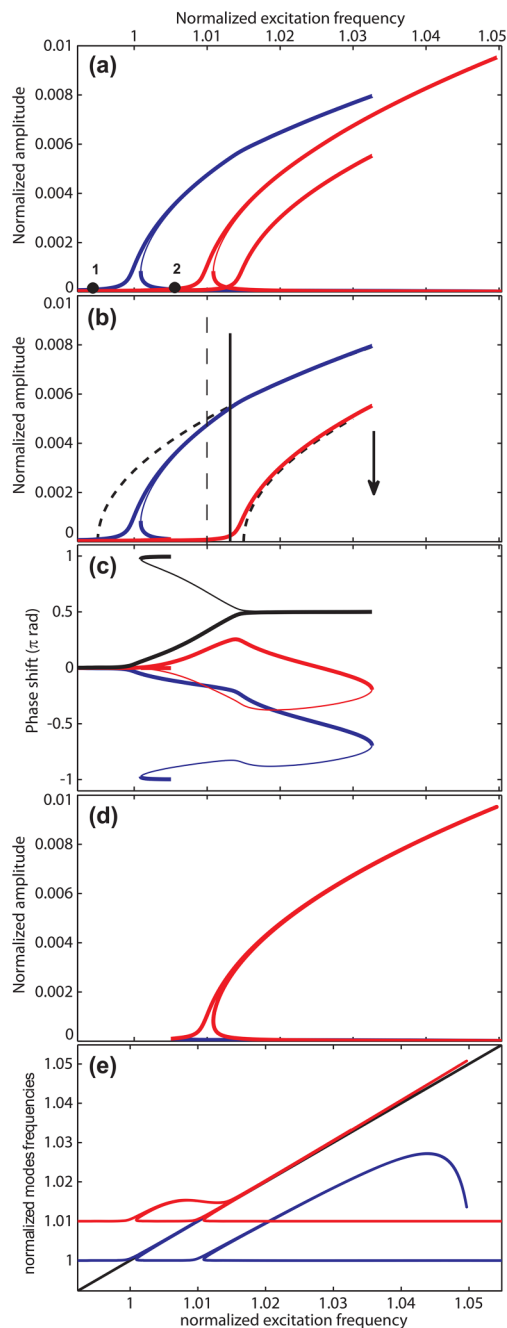 Normalized excitation frequency
1 1.01 1.02 1.03 1.04 1.05
0.01
(a)
0.008
0.006
0.004
0.002
0
Normalized amplitude
1 2
0.01
(b)
0.008
0.006
0.004
0.002
0
Normalized amplitude
1
(c)
0.5
0
-0.5
-1
Phase shift (π rad)
0.01
(d)
0.008
0.006
0.004
0.002
0
Normalized amplitude
(e)
1.05
1.03
1.02
1.01
1
normalized modes frequencies
1 1.01 1.02 1.03 1.04 1.05
normalized excitation frequency